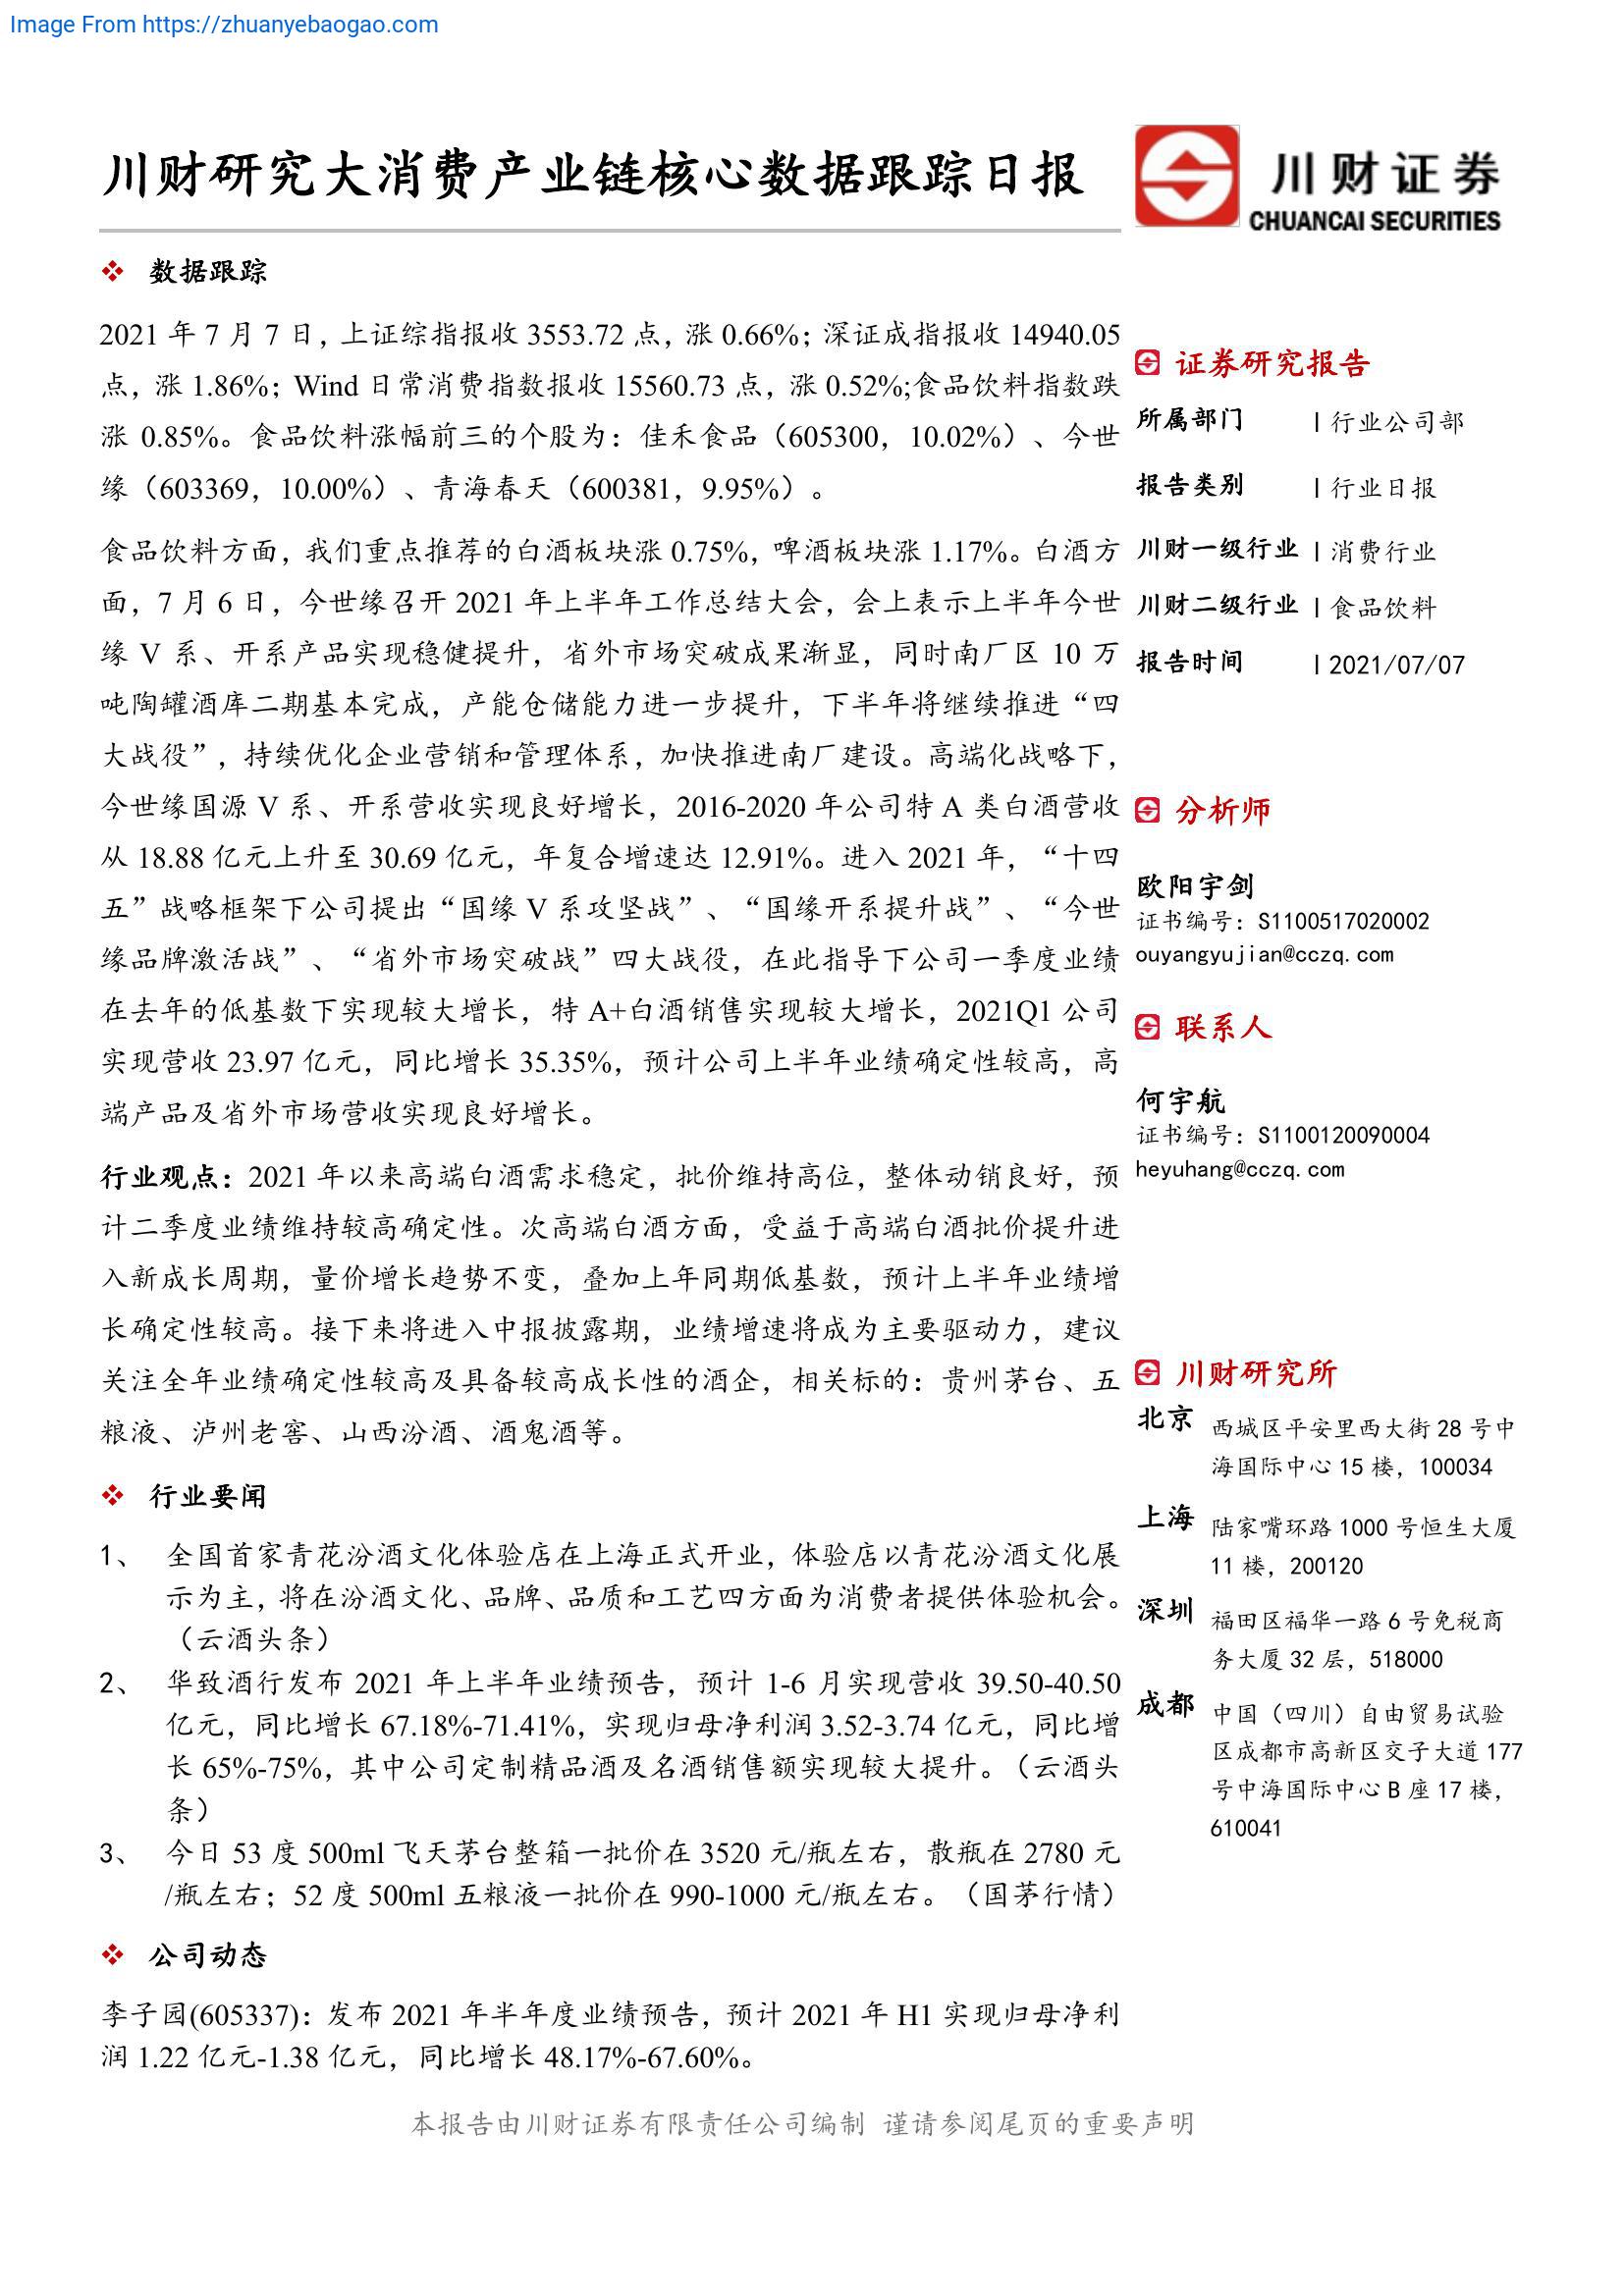 Image From https://zhuanyebaogao.com
川财研究大消费产业链核心数据跟踪日报
川财证券
CHUANCAI SECURITIES
❖ 数据跟踪
2021 年 7 月 7 日，上证综指报收 3553.72 点，涨 0.66%；深证成指报收 14940.05
点，涨 1.86%；Wind 日常消费指数报收 15560.73 点，涨 0.52%;食品饮料指数跌
涨 0.85%。食品饮料涨幅前三的个股为：佳禾食品（605300，10.02%）、今世
缘（603369，10.00%）、青海春天（600381，9.95%）。
食品饮料方面，我们重点推荐的白酒板块涨 0.75%，啤酒板块涨 1.17%。白酒方
面，7 月 6 日，今世缘召开 2021 年上半年工作总结大会，会上表示上半年今世
缘 V 系、开系产品实现稳健提升，省外市场突破成果渐显，同时南厂区 10 万
吨陶罐酒库二期基本完成，产能仓储能力进一步提升，下半年将继续推进“四
大战役”，持续优化企业营销和管理体系，加快推进南厂建设。高端化战略下，
今世缘国源 V 系、开系营收实现良好增长，2016-2020 年公司特 A 类白酒营收
从 18.88 亿元上升至 30.69 亿元，年复合增速达 12.91%。进入 2021 年，“十四
五”战略框架下公司提出“国缘 V 系攻坚战”、“国缘开系提升战”、“今世
缘品牌激活战”、“省外市场突破战”四大战役，在此指导下公司一季度业绩
在去年的低基数下实现较大增长，特 A+白酒销售实现较大增长，2021Q1 公司
实现营收 23.97 亿元，同比增长 35.35%，预计公司上半年业绩确定性较高，高
端产品及省外市场营收实现良好增长。
行业观点：2021 年以来高端白酒需求稳定，批价维持高位，整体动销良好，预
计二季度业绩维持较高确定性。次高端白酒方面，受益于高端白酒批价提升进
入新成长周期，量价增长趋势不变，叠加上年同期低基数，预计上半年业绩增
长确定性较高。接下来将进入中报披露期，业绩增速将成为主要驱动力，建议
关注全年业绩确定性较高及具备较高成长性的酒企，相关标的：贵州茅台、五
粮液、泸州老窖、山西汾酒、酒鬼酒等。
❖ 行业要闻
1、 全国首家青花汾酒文化体验店在上海正式开业，体验店以青花汾酒文化展
示为主，将在汾酒文化、品牌、品质和工艺四方面为消费者提供体验机会。
（云酒头条）
2、 华致酒行发布 2021 年上半年业绩预告，预计 1-6 月实现营收 39.50-40.50
亿元，同比增长 67.18%-71.41%，实现归母净利润 3.52-3.74 亿元，同比增
长 65%-75%，其中公司定制精品酒及名酒销售额实现较大提升。（云酒头
条）
3、 今日 53 度 500ml 飞天茅台整箱一批价在 3520 元/瓶左右，散瓶在 2780 元
/瓶左右；52 度 500ml 五粮液一批价在 990-1000 元/瓶左右。（国茅行情）
❖ 公司动态
李子园(605337)：发布 2021 年半年度业绩预告，预计 2021 年 H1 实现归母净利
润 1.22 亿元-1.38 亿元，同比增长 48.17%-67.60%。
证券研究报告
所属部门 | 行业公司部
报告类别 | 行业日报
川财一级行业 | 消费行业
川财二级行业 | 食品饮料
报告时间 | 2021/07/07
分析师
欧阳宇剑
证书编号：S1100517020002
ouyangyujian@cczq.com
联系人
何宇航
证书编号：S1100120090004
heyuhang@cczq.com
川财研究所
北京 西城区平安里西大街 28 号中
海国际中心 15 楼，100034
上海 陆家嘴环路 1000 号恒生大厦
11 楼，200120
深圳 福田区福华一路 6 号免税商
务大厦 32 层，518000
成都 中国（四川）自由贸易试验
区成都市高新区交子大道 177
号中海国际中心 B 座 17 楼，
610041
本报告由川财证券有限责任公司编制 谨请参阅尾页的重要声明